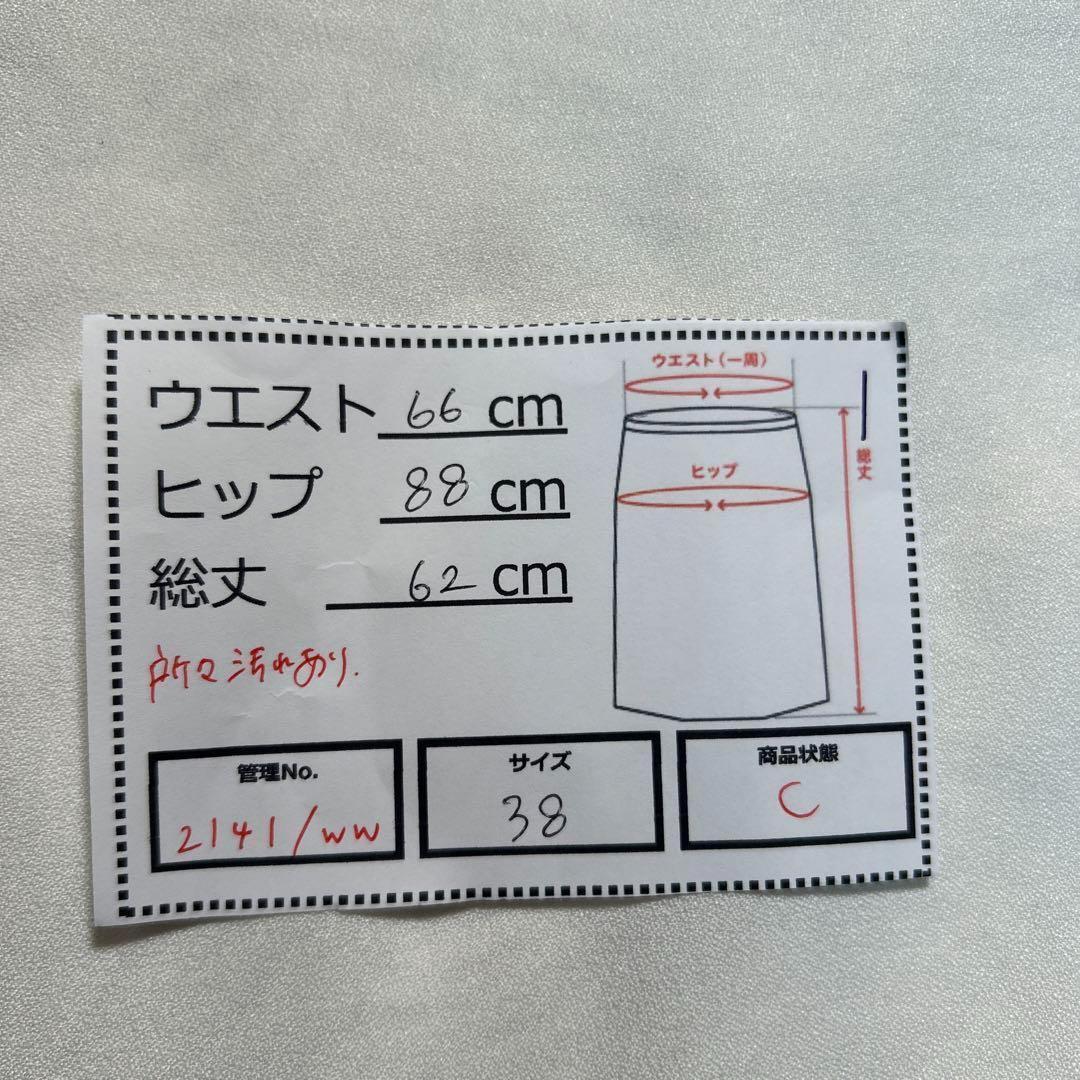 ウエスト 66 cm
ヒップ 88 cm
総丈 62 cm
所々汚れあり.
ウエスト(一周)
ヒップ
総丈
管理No.
2141/ww
サイズ
38
商品状態
C